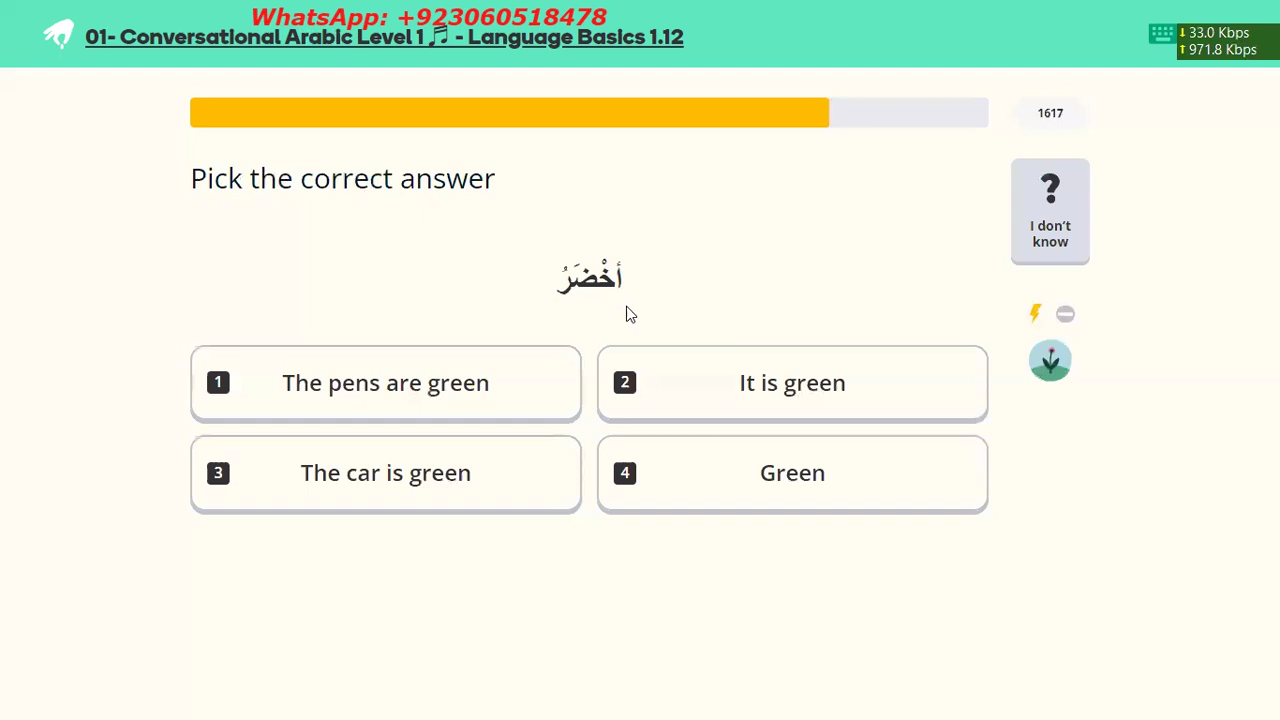 WhatsApp: +923060518478
01- Conversational Arabic Level 1 🎵 - Language Basics 1.12
33.0 Kbps
971.8 Kbps
1617
Pick the correct answer
?
I don't
know
أَخْضَرُ
1 The pens are green
2 It is green
3 The car is green
4 Green